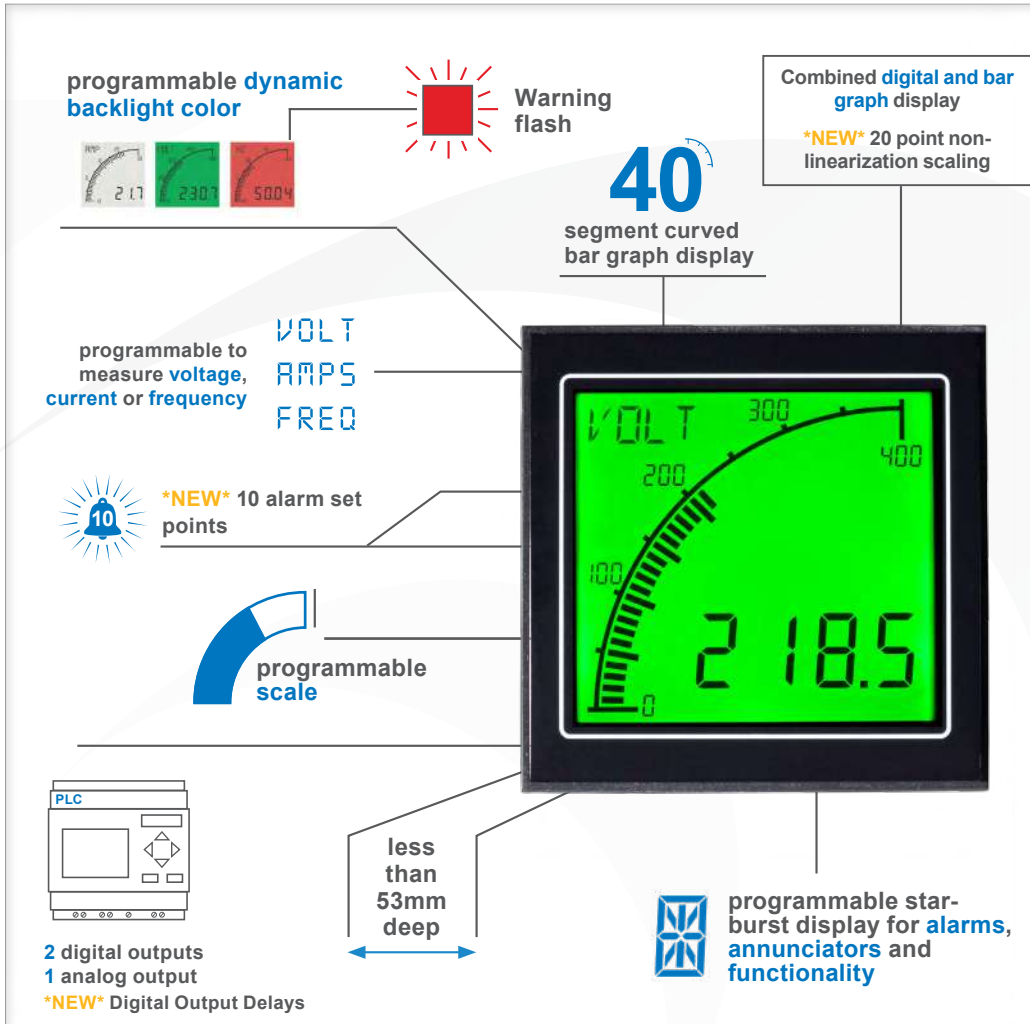 programmable dynamic
backlight color
AMP
21.7
230.7
50.04
Warning
flash
40
segment curved
bar graph display
Combined digital and bar
graph display
*NEW* 20 point non-
linearization scaling
programmable to
measure voltage,
current or frequency
VOLT
AMPS
FREQ
10
*NEW* 10 alarm set
points
programmable
scale
VOLT
300
400
200
100
0
218.5
PLC
2 digital outputs
1 analog output
*NEW* Digital Output Delays
less
than
53mm
deep
programmable star-
burst display for alarms,
annunciators and
functionality